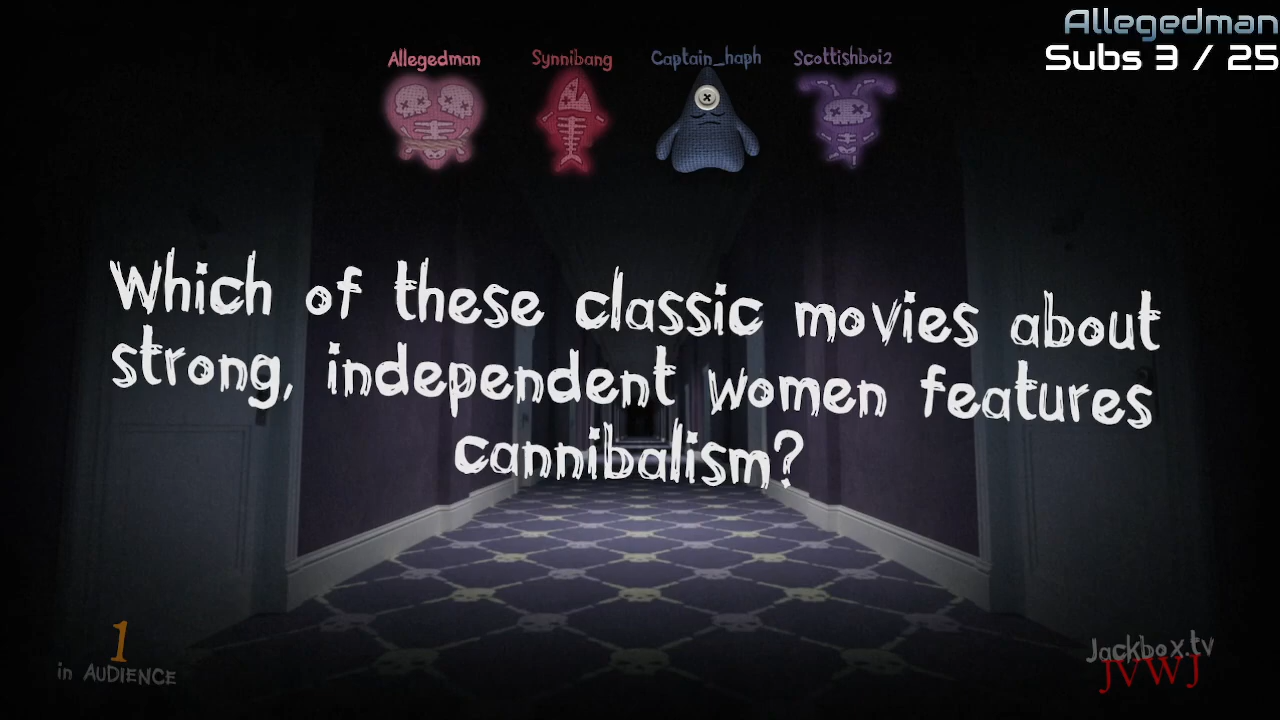 Allegedman
Subs 3 / 25
Allegedman Synnibang Captain_haph Scottishboi2
Which of these classic movies about
strong, independent women features
cannibalism?
1
in AUDIENCE
Jackbox.tv
JVWJ